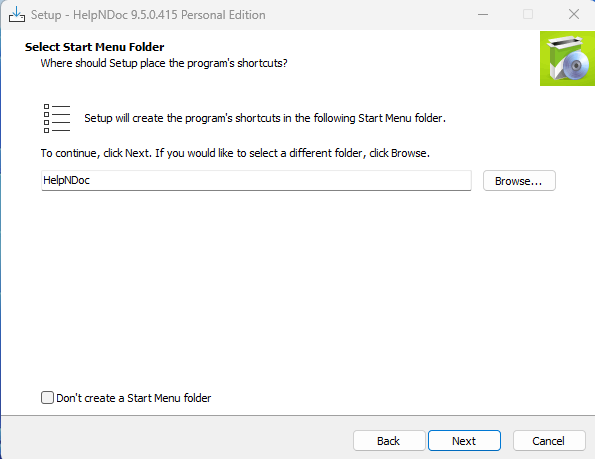 Setup - HelpNDoc 9.5.0.415 Personal Edition
Select Start Menu Folder
Where should Setup place the program's shortcuts?
Setup will create the program's shortcuts in the following Start Menu folder.
To continue, click Next. If you would like to select a different folder, click Browse.
HelpNDoc
Browse...
Don't create a Start Menu folder
Back
Next
Cancel